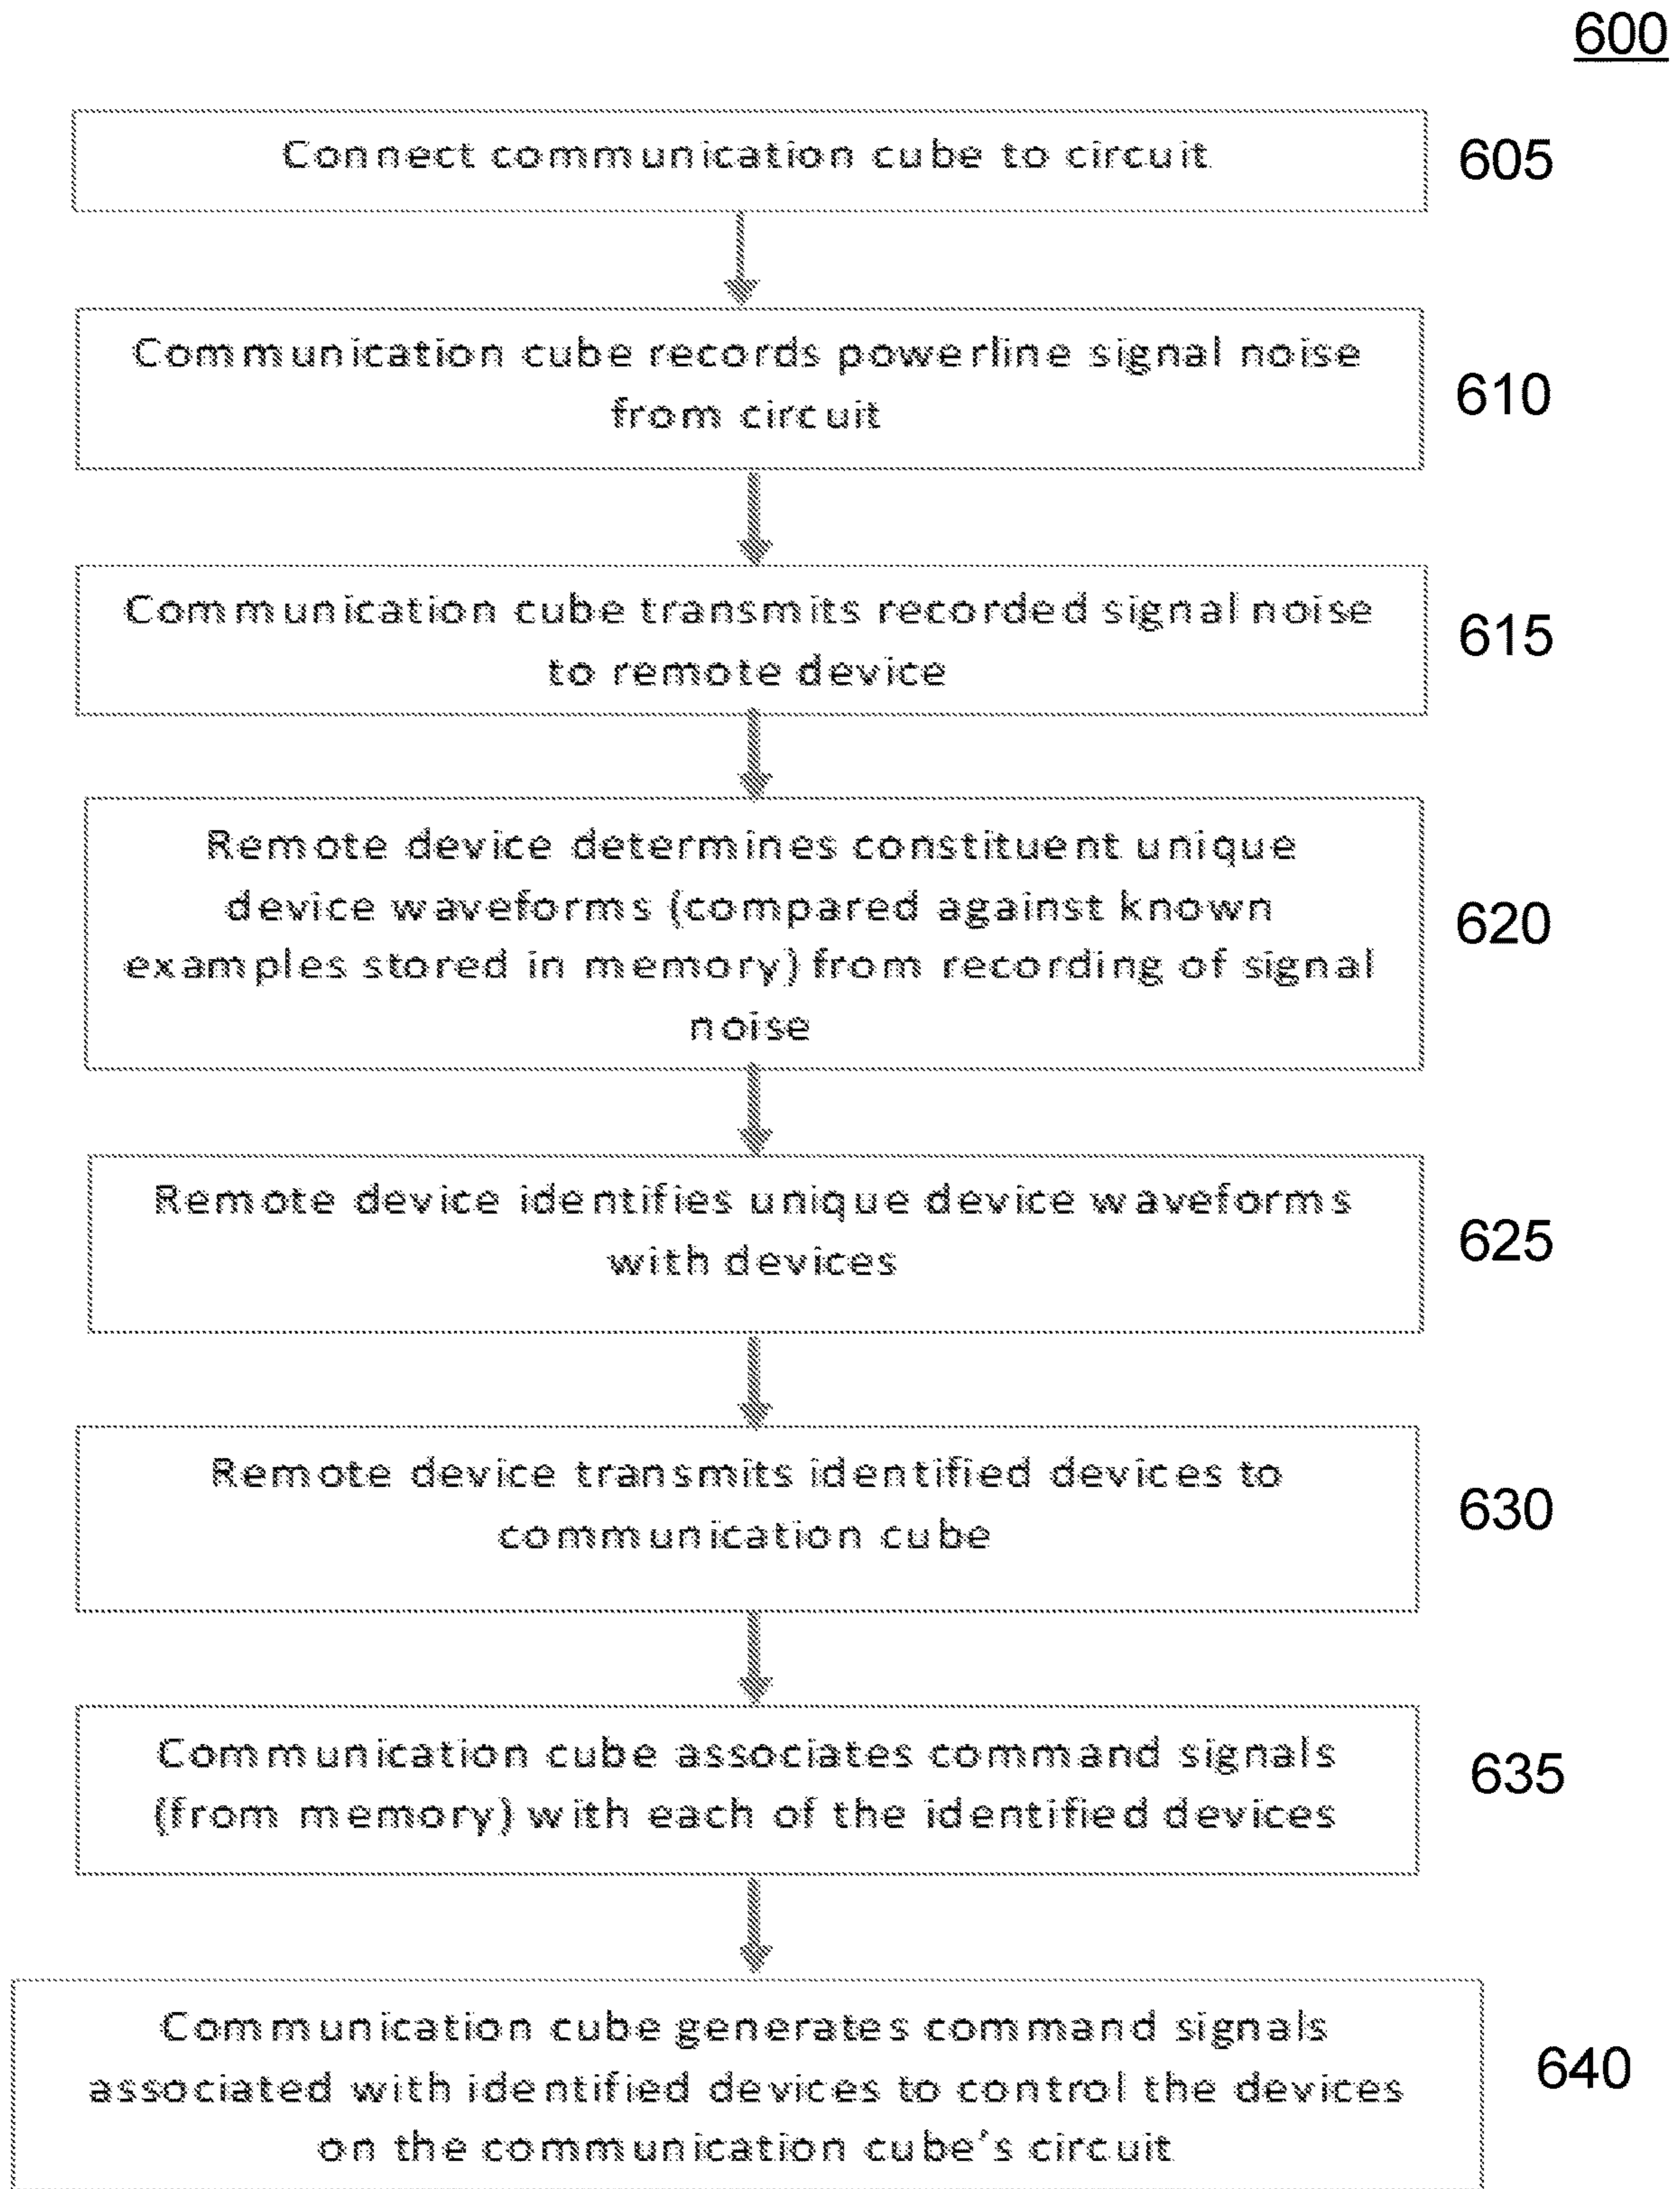 600
Connect communication cube to circuit
605
Communication cube records powerline signal noise
from circuit
610
Communication cube transmits recorded signal noise
to remote device
615
Remote device determines constituent unique
device waveforms (compared against known
examples stored in memory) from recording of signal
noise
620
Remote device identifies unique device waveforms
with devices
625
Remote device transmits identified devices to
communication cube
630
Communication cube associates command signals
(from memory) with each of the identified devices
635
Communication cube generates command signals
associated with identified devices to control the devices
on the communication cube's circuit
640